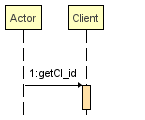 Actor
Client
1:getCl_id